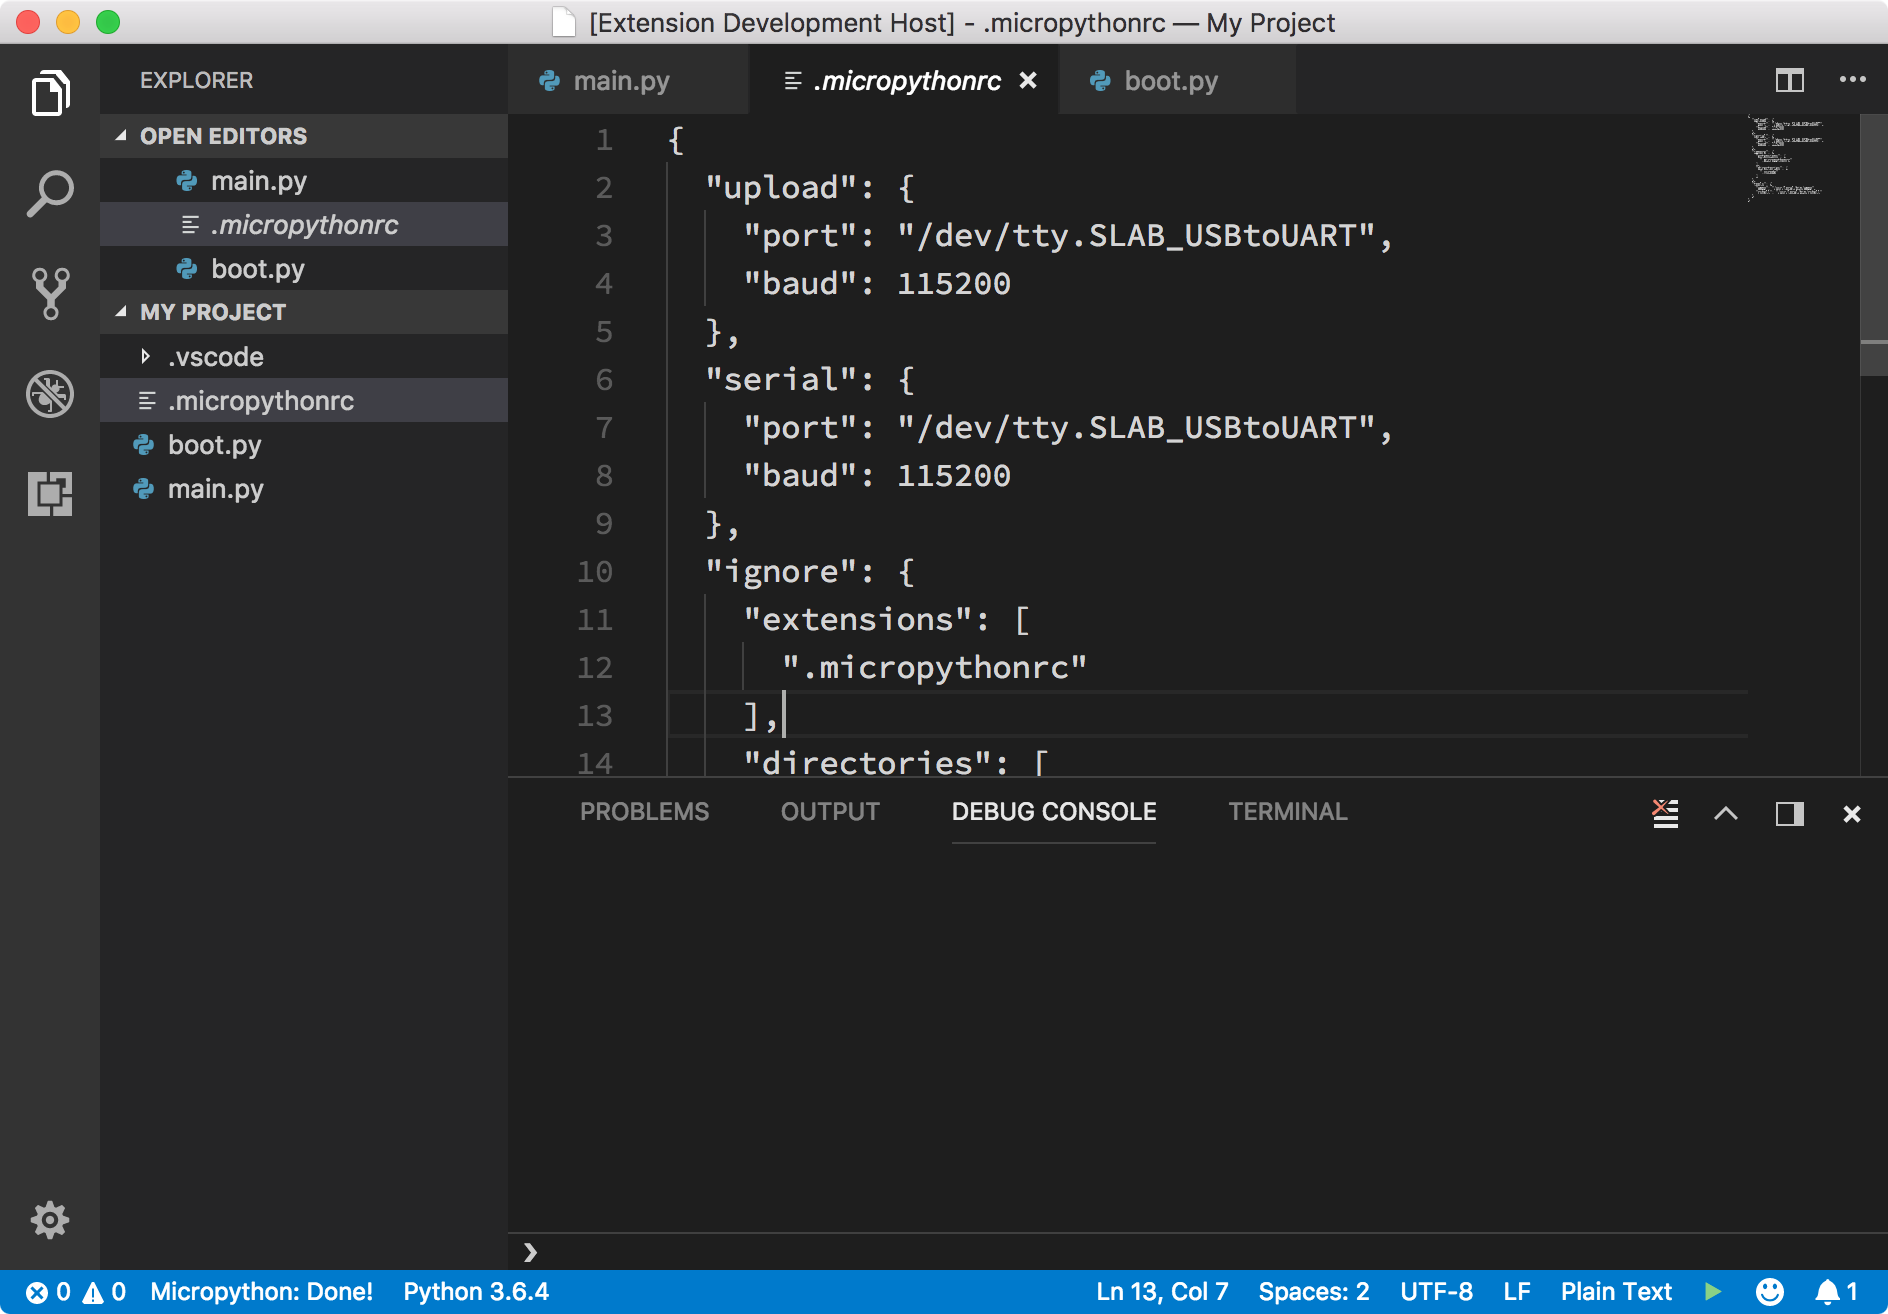 [Extension Development Host] - .micropythonrc — My Project
EXPLORER
OPEN EDITORS
main.py
.micropythonrc
boot.py
MY PROJECT
.vscode
.micropythonrc
boot.py
main.py
main.py
.micropythonrc
boot.py
1 {
2 "upload": {
3 "port": "/dev/tty.SLAB_USBtoUART",
4 "baud": 115200
5 },
6 "serial": {
7 "port": "/dev/tty.SLAB_USBtoUART",
8 "baud": 115200
9 },
10 "ignore": {
11 "extensions": [
12 ".micropythonrc"
13 ],
14 "directories": [
PROBLEMS OUTPUT DEBUG CONSOLE TERMINAL
0 0 Micropython: Done! Python 3.6.4 Ln 13, Col 7 Spaces: 2 UTF-8 LF Plain Text 1